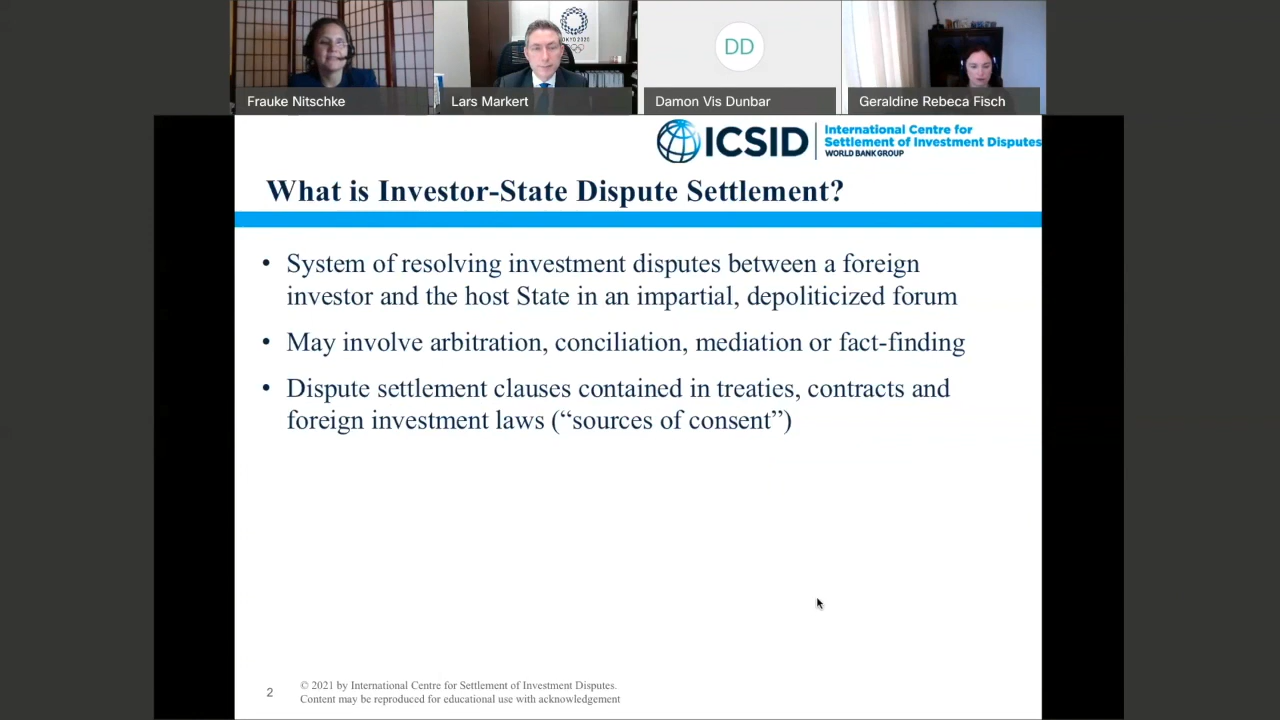 TOKYO 2020
DD
Frauke Nitschke
Lars Markert
Damon Vis Dunbar
Geraldine Rebeca Fisch
ICSID
International Centre for
Settlement of Investment Disputes
WORLD BANK GROUP
What is Investor-State Dispute Settlement?
• System of resolving investment disputes between a foreign
investor and the host State in an impartial, depoliticized forum
• May involve arbitration, conciliation, mediation or fact-finding
• Dispute settlement clauses contained in treaties, contracts and
foreign investment laws (“sources of consent”)
2
© 2021 by International Centre for Settlement of Investment Disputes.
Content may be reproduced for educational use with acknowledgement